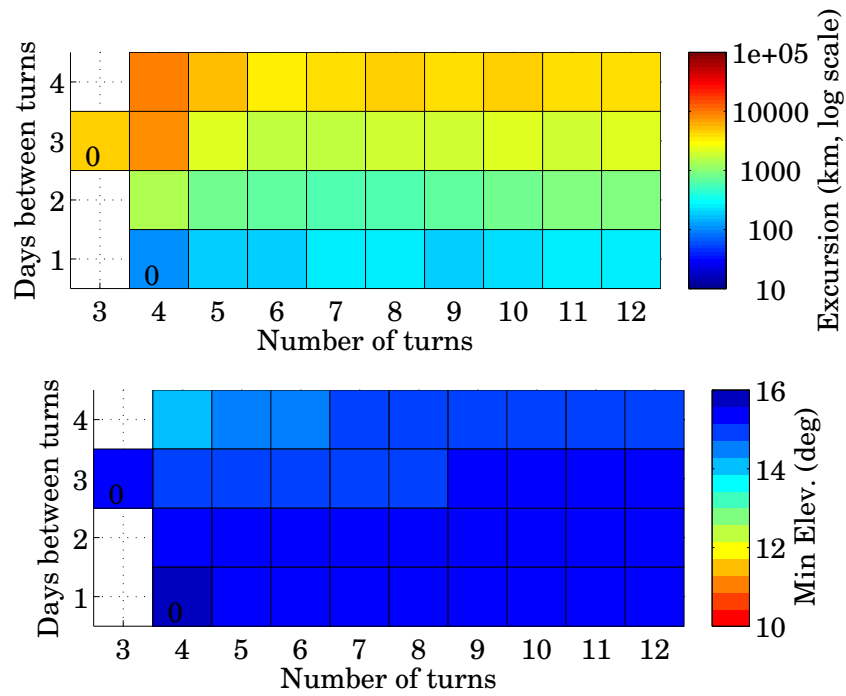 Days between turns
4
3
2
1
0
0
3 4 5 6 7 8 9 10 11 12
Number of turns
1e+05
10000
1000
100
10
Excursion (km, log scale)
Days between turns
4
3
2
1
0
0
3 4 5 6 7 8 9 10 11 12
Number of turns
16
14
12
10
Min Elev. (deg)